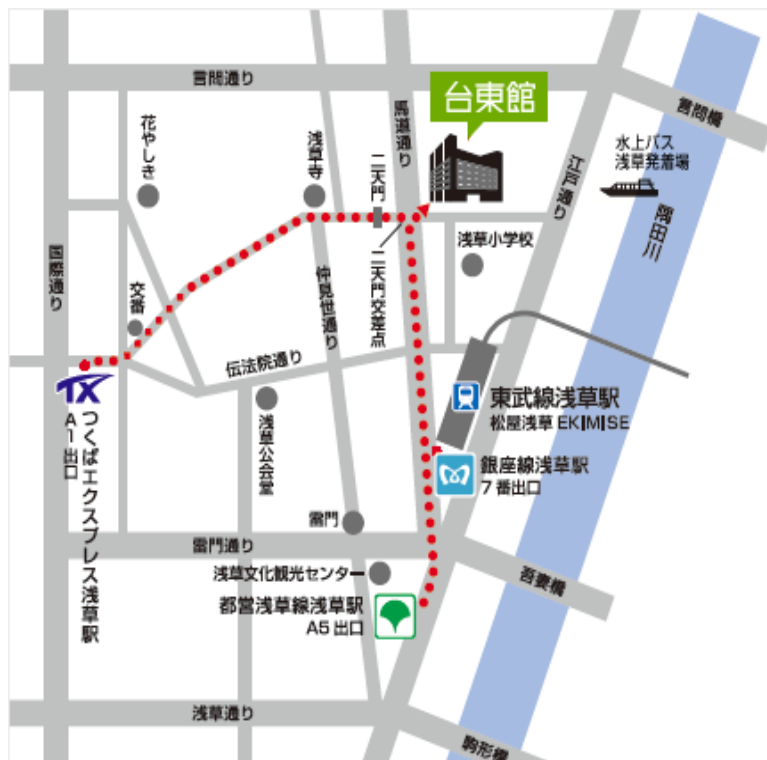 言問通り
台東館
馬道通り
言問橋
花やしき
浅草寺
二天門
水上バス
浅草発着場
江戸通り
隅田川
国際通り
浅草小学校
交番
仲見世通り
二天門交差点
伝法院通り
TX
つくばエクスプレス浅草駅
A1出口
浅草公会堂
東武線浅草駅
松屋浅草 EKIMISE
銀座線浅草駅
7番出口
雷門
雷門通り
浅草文化観光センター
吾妻橋
都営浅草線浅草駅
A5出口
浅草通り
駒形橋